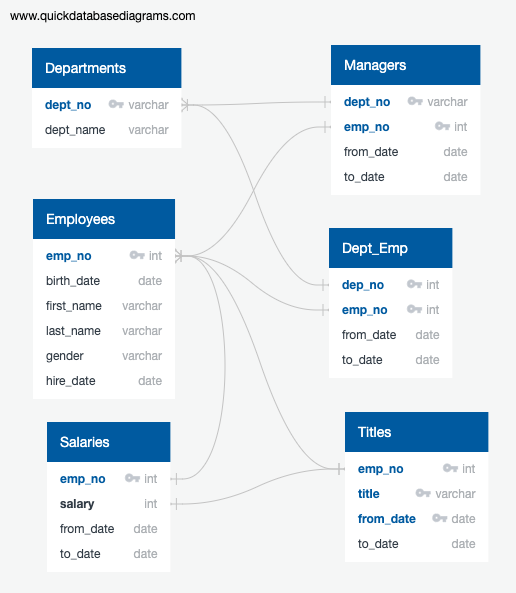 www.quickdatabasediagrams.com
Departments
dept_no varchar
dept_name varchar
Managers
dept_no varchar
emp_no int
from_date date
to_date date
Employees
emp_no int
birth_date date
first_name varchar
last_name varchar
gender varchar
hire_date date
Dept_Emp
dep_no int
emp_no int
from_date date
to_date date
Salaries
emp_no int
salary int
from_date date
to_date date
Titles
emp_no int
title varchar
from_date date
to_date date